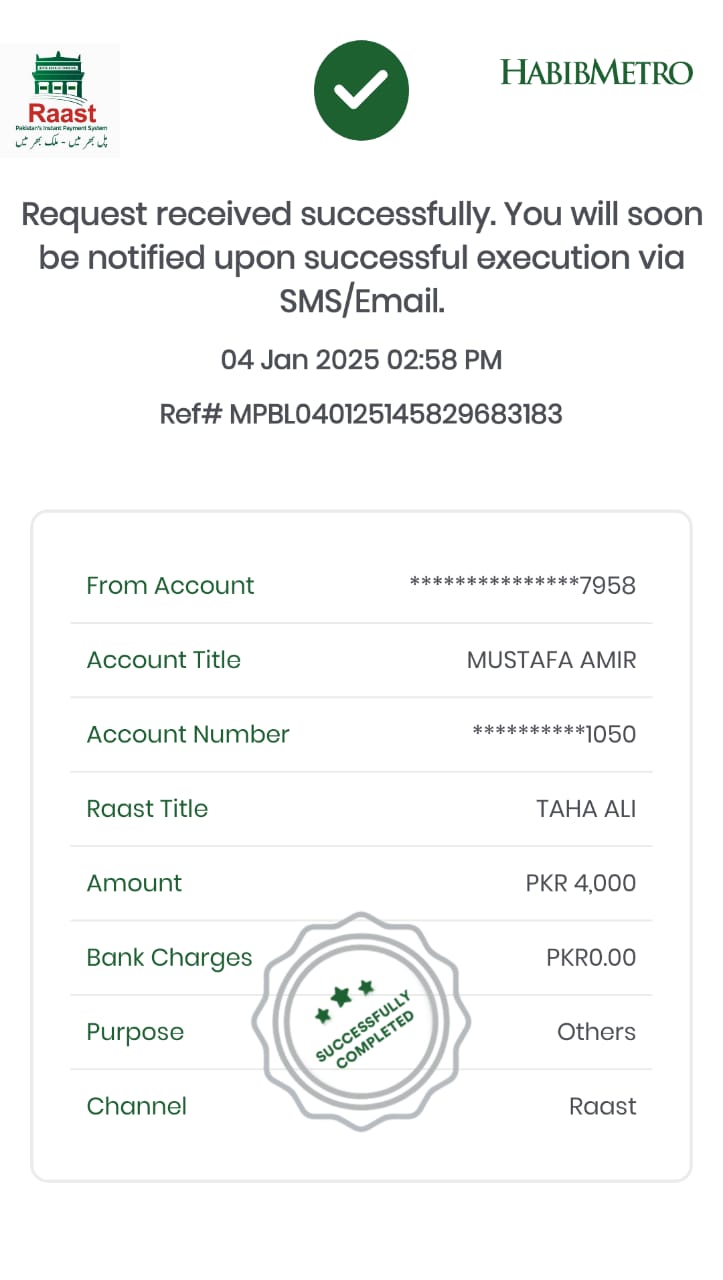 Raast
Pakistan's Instant Payment System
پل بھر میں - ملک بھر میں
HABIBMETRO
Request received successfully. You will soon
be notified upon successful execution via
SMS/Email.
04 Jan 2025 02:58 PM
Ref# MPBL040125145829683183
From Account ***************7958
Account Title MUSTAFA AMIR
Account Number **********1050
Raast Title TAHA ALI
Amount PKR 4,000
Bank Charges PKR0.00
SUCCESSFULLY
COMPLETED
Purpose Others
Channel Raast